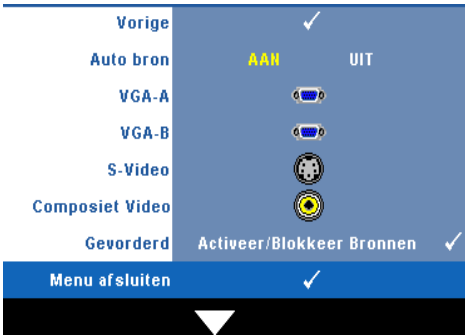 Vorige ✓
Auto bron AAN UIT
VGA-A
VGA-B
S-Video
Composiet Video
Gevorderd Activeer/Blokkeer Bronnen ✓
Menu afsluiten ✓